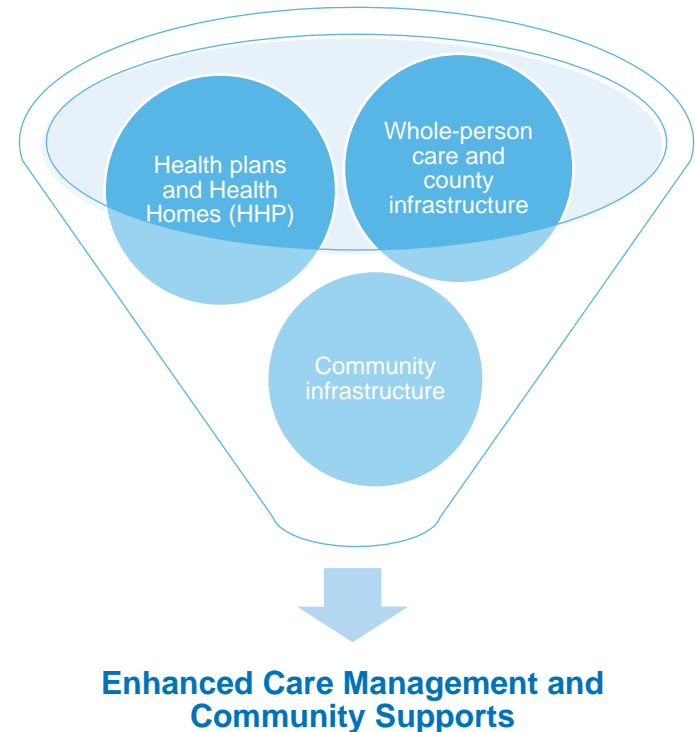 Health plans
and Health
Homes (HHP)
Whole-person
care and
county
infrastructure
Community
infrastructure
Enhanced Care Management and
Community Supports